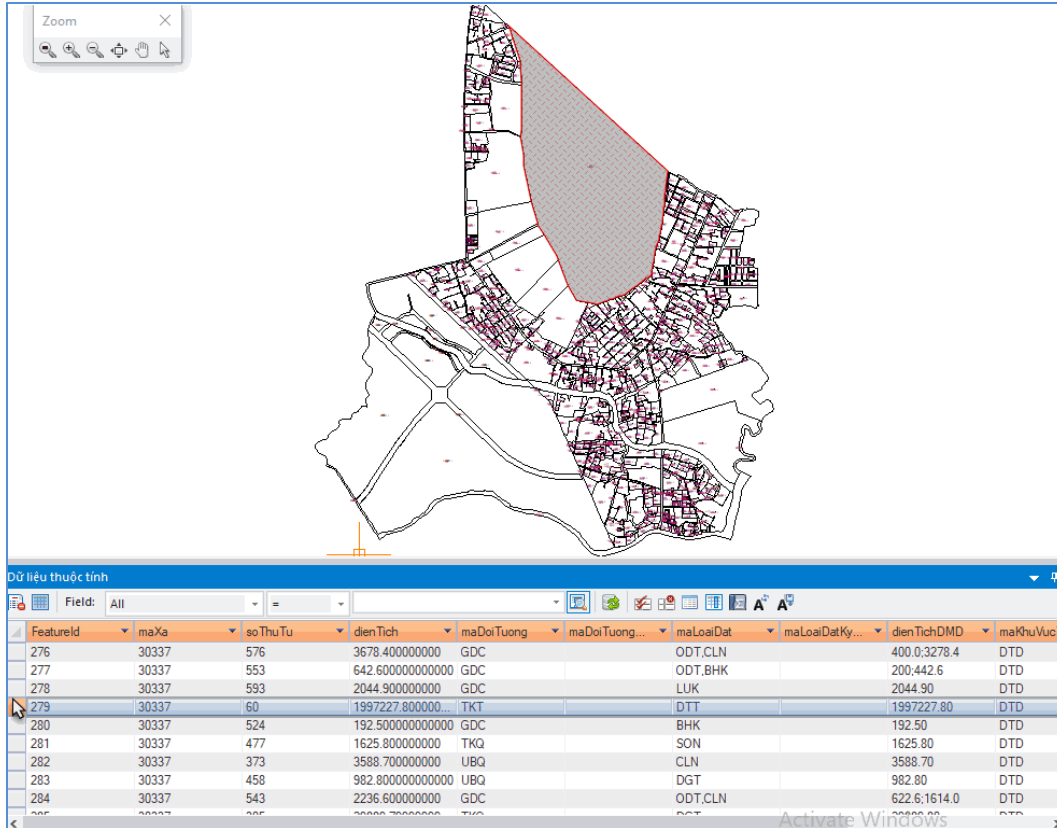 Zoom
Dữ liệu thuộc tính
Field: All =
FeatureId maXa soThuTu dienTich maDoiTuong maDoiTuong... maLoaiDat maLoaiDatKy... dienTichDMD maKhuVuc
276 30337 576 3678.400000000 GDC ODT,CLN 400.0;3278.4 DTD
277 30337 553 642.600000000000 GDC ODT,BHK 200;442.6 DTD
278 30337 593 2044.900000000 GDC LUK 2044.90 DTD
279 30337 60 1997227.800000... TKT DTT 1997227.80 DTD
280 30337 524 192.500000000000 GDC BHK 192.50 DTD
281 30337 477 1625.800000000 TKQ SON 1625.80 DTD
282 30337 373 3588.700000000 UBQ CLN 3588.70 DTD
283 30337 458 982.800000000000 UBQ DGT 982.80 DTD
284 30337 543 2236.600000000 GDC ODT,CLN 622.6;1614.0 DTD
Activate Windows